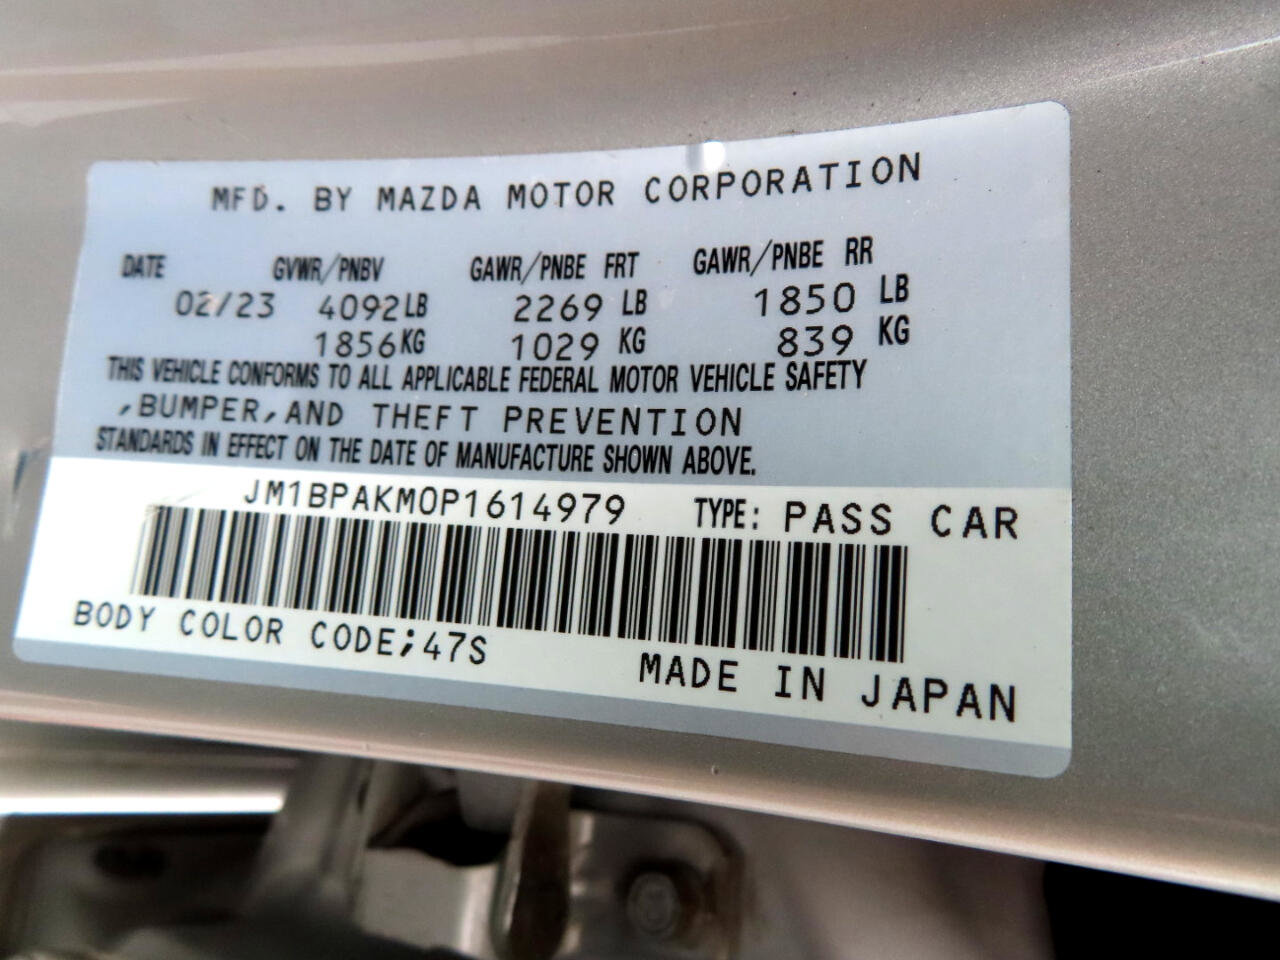 MFD. BY MAZDA MOTOR CORPORATION
DATE GVWR/PNBV GAWR/PNBE FRT GAWR/PNBE RR
02/23 4092LB 2269 LB 1850 LB
1856KG 1029 KG 839 KG
THIS VEHICLE CONFORMS TO ALL APPLICABLE FEDERAL MOTOR VEHICLE SAFETY
,BUMPER,AND THEFT PREVENTION
STANDARDS IN EFFECT ON THE DATE OF MANUFACTURE SHOWN ABOVE.
JM1BPAKM0P1614979 TYPE: PASS CAR
BODY COLOR CODE;47S
MADE IN JAPAN